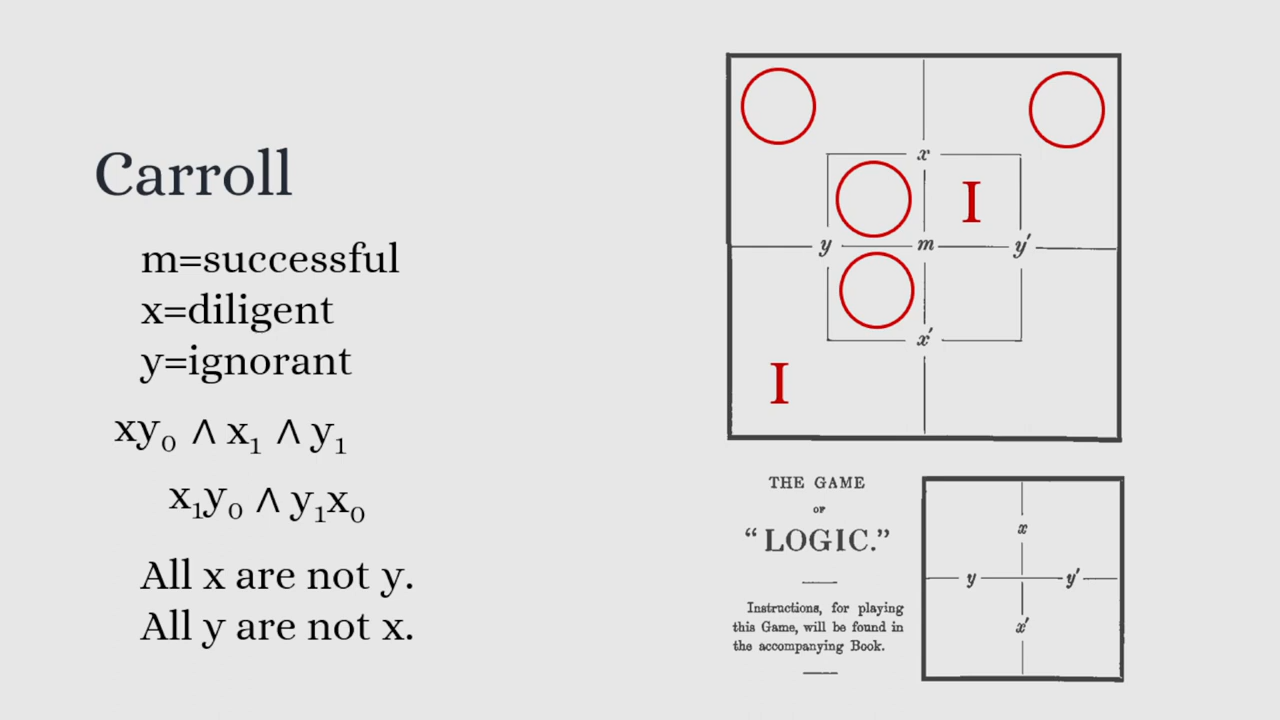 Carroll
m=successful
x=diligent
y=ignorant
xy₀ ∧ x₁ ∧ y₁
x₁y₀ ∧ y₁x₀
All x are not y.
All y are not x.
x
I
y m y′
x′
I
THE GAME
OF
“LOGIC.”
Instructions, for playing
this Game, will be found in
the accompanying Book.
x
y y′
x′